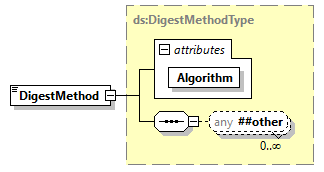 ds:DigestMethodType
attributes
Algorithm
DigestMethod
any ##other
0..∞